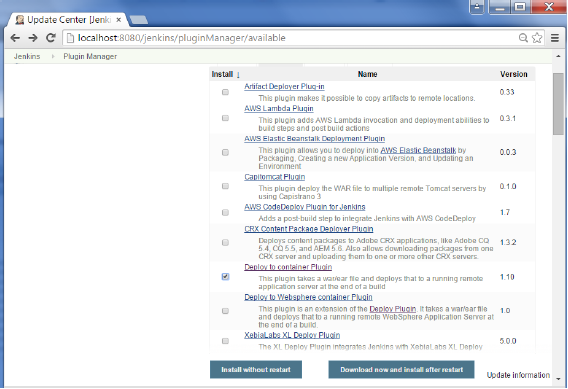 Update Center [Jenki
localhost:8080/jenkins/pluginManager/available
Jenkins
Plugin Manager
Install ↓
Name
Version
Artifact Deployer Plug-in
This plugin makes it possible to copy artifacts to remote locations.
0.33
AWS Lambda Plugin
This plugin adds AWS Lambda invocation and deployment abilities to
build steps and post build actions
0.3.1
AWS Elastic Beanstalk Deployment Plugin
This plugin allows you to deploy into AWS Elastic Beanstalk by
Packaging, Creating a new Application Version, and Updating an
Environment
0.0.3
Capitomcat Plugin
This plugin deploy the WAR file to multiple remote Tomcat servers by
using Capistrano 3
0.1.0
AWS CodeDeploy Plugin for Jenkins
Adds a post-build step to integrate Jenkins with AWS CodeDeploy
1.7
CRX Content Package Deployer Plugin
Deploys content packages to Adobe CRX applications, like Adobe CQ
5.4, CQ 5.5, and AEM 5.6. Also allows downloading packages from one
CRX server and uploading them to one or more other CRX servers.
1.3.2
Deploy to container Plugin
This plugin takes a war/ear file and deploys that to a running remote
application server at the end of a build
1.10
Deploy to Websphere container Plugin
This plugin is an extension of the Deploy Plugin. It takes a war/ear file
and deploys that to a running remote WebSphere Application Server at
the end of a build.
1.0
XebiaLabs XL Deploy Plugin
The XL Deploy Plugin integrates Jenkins with XebiaLabs XL Deploy
5.0.0
Install without restart
Download now and install after restart
Update information